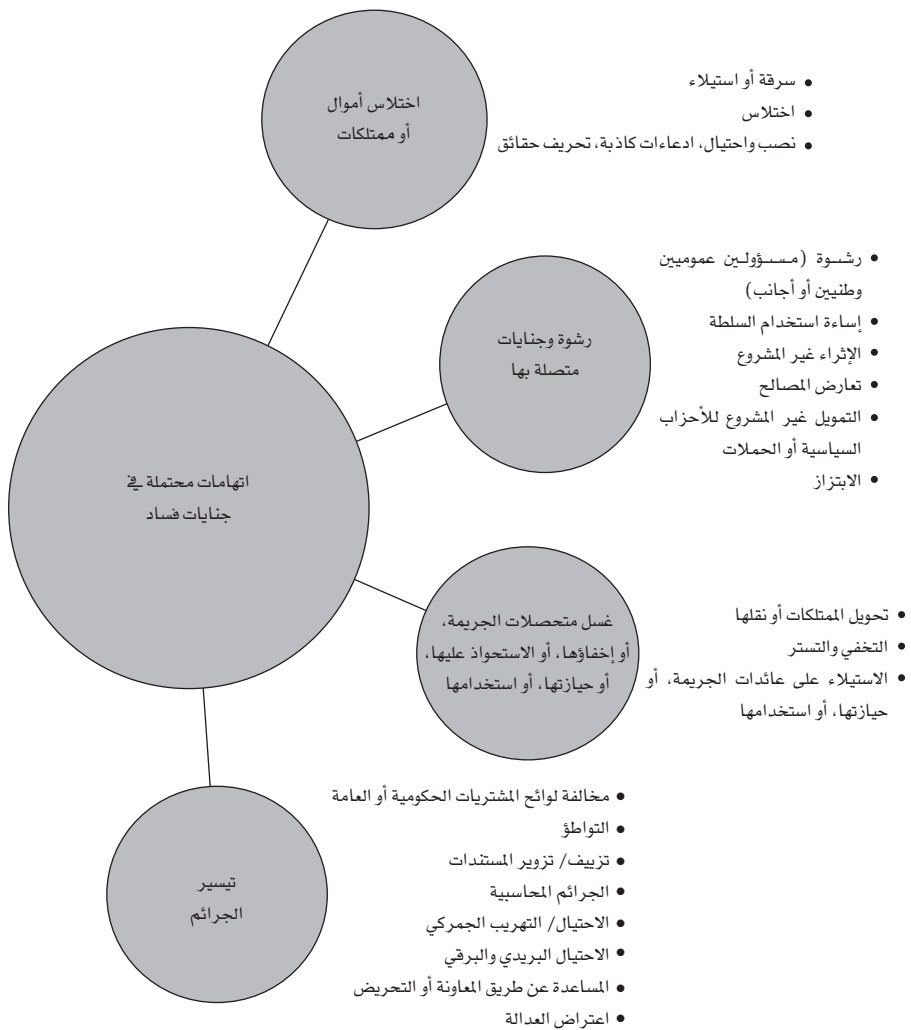 اختلاس أموال
أو ممتلكات
• سرقة أو استيلاء
• اختلاس
• نصب واحتيال، ادعاءات كاذبة، تحريف حقائق
رشوة وجنايات
متصلة بها
• رشوة (مسؤولين عموميين
وطنيين أو أجانب)
• إساءة استخدام السلطة
• الإثراء غير المشروع
• تعارض المصالح
• التمويل غير المشروع للأحزاب
السياسية أو الحملات
• الابتزاز
اتهامات محتملة في
جنايات فساد
غسل متحصلات الجريمة،
أو إخفاؤها، أو الاستحواذ عليها،
أو حيازتها، أو استخدامها
• تحويل الممتلكات أو نقلها
• التخفي والتستر
• الاستيلاء على عائدات الجريمة، أو
حيازتها، أو استخدامها
تيسير
الجرائم
• مخالفة لوائح المشتريات الحكومية أو العامة
• التواطؤ
• تزييف/ تزوير المستندات
• الجرائم المحاسبية
• الاحتيال/ التهريب الجمركي
• الاحتيال البريدي والبرقي
• المساعدة عن طريق المعاونة أو التحريض
• اعتراض العدالة